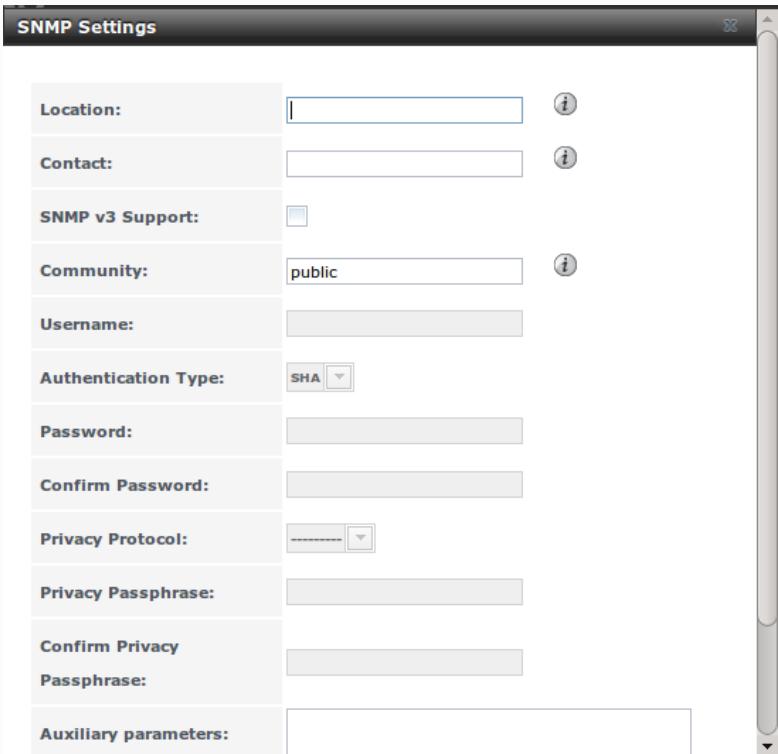 SNMP Settings
Location:
Contact:
SNMP v3 Support:
Community:
public
Username:
Authentication Type:
SHA
Password:
Confirm Password:
Privacy Protocol:
---------
Privacy Passphrase:
Confirm Privacy
Passphrase:
Auxiliary parameters: